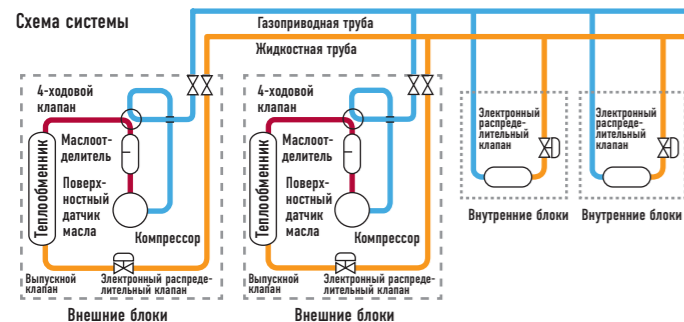 Схема системы
Газоприводная труба
Жидкостная труба
4-ходовой
клапан
Маслоот-
делитель
Теплообменник
Поверх-
ностный
датчик
масла
Компрессор
Выпускной
клапан
Электронный распреде-
лительный клапан
Внешние блоки
4-ходовой
клапан
Маслоот-
делитель
Теплообменник
Поверх-
ностный
датчик
масла
Компрессор
Выпускной
клапан
Электронный распреде-
лительный клапан
Внешние блоки
Электронный
распреде-
лительный
клапан
Внутренние блоки
Электронный
распреде-
лительный
клапан
Внутренние блоки